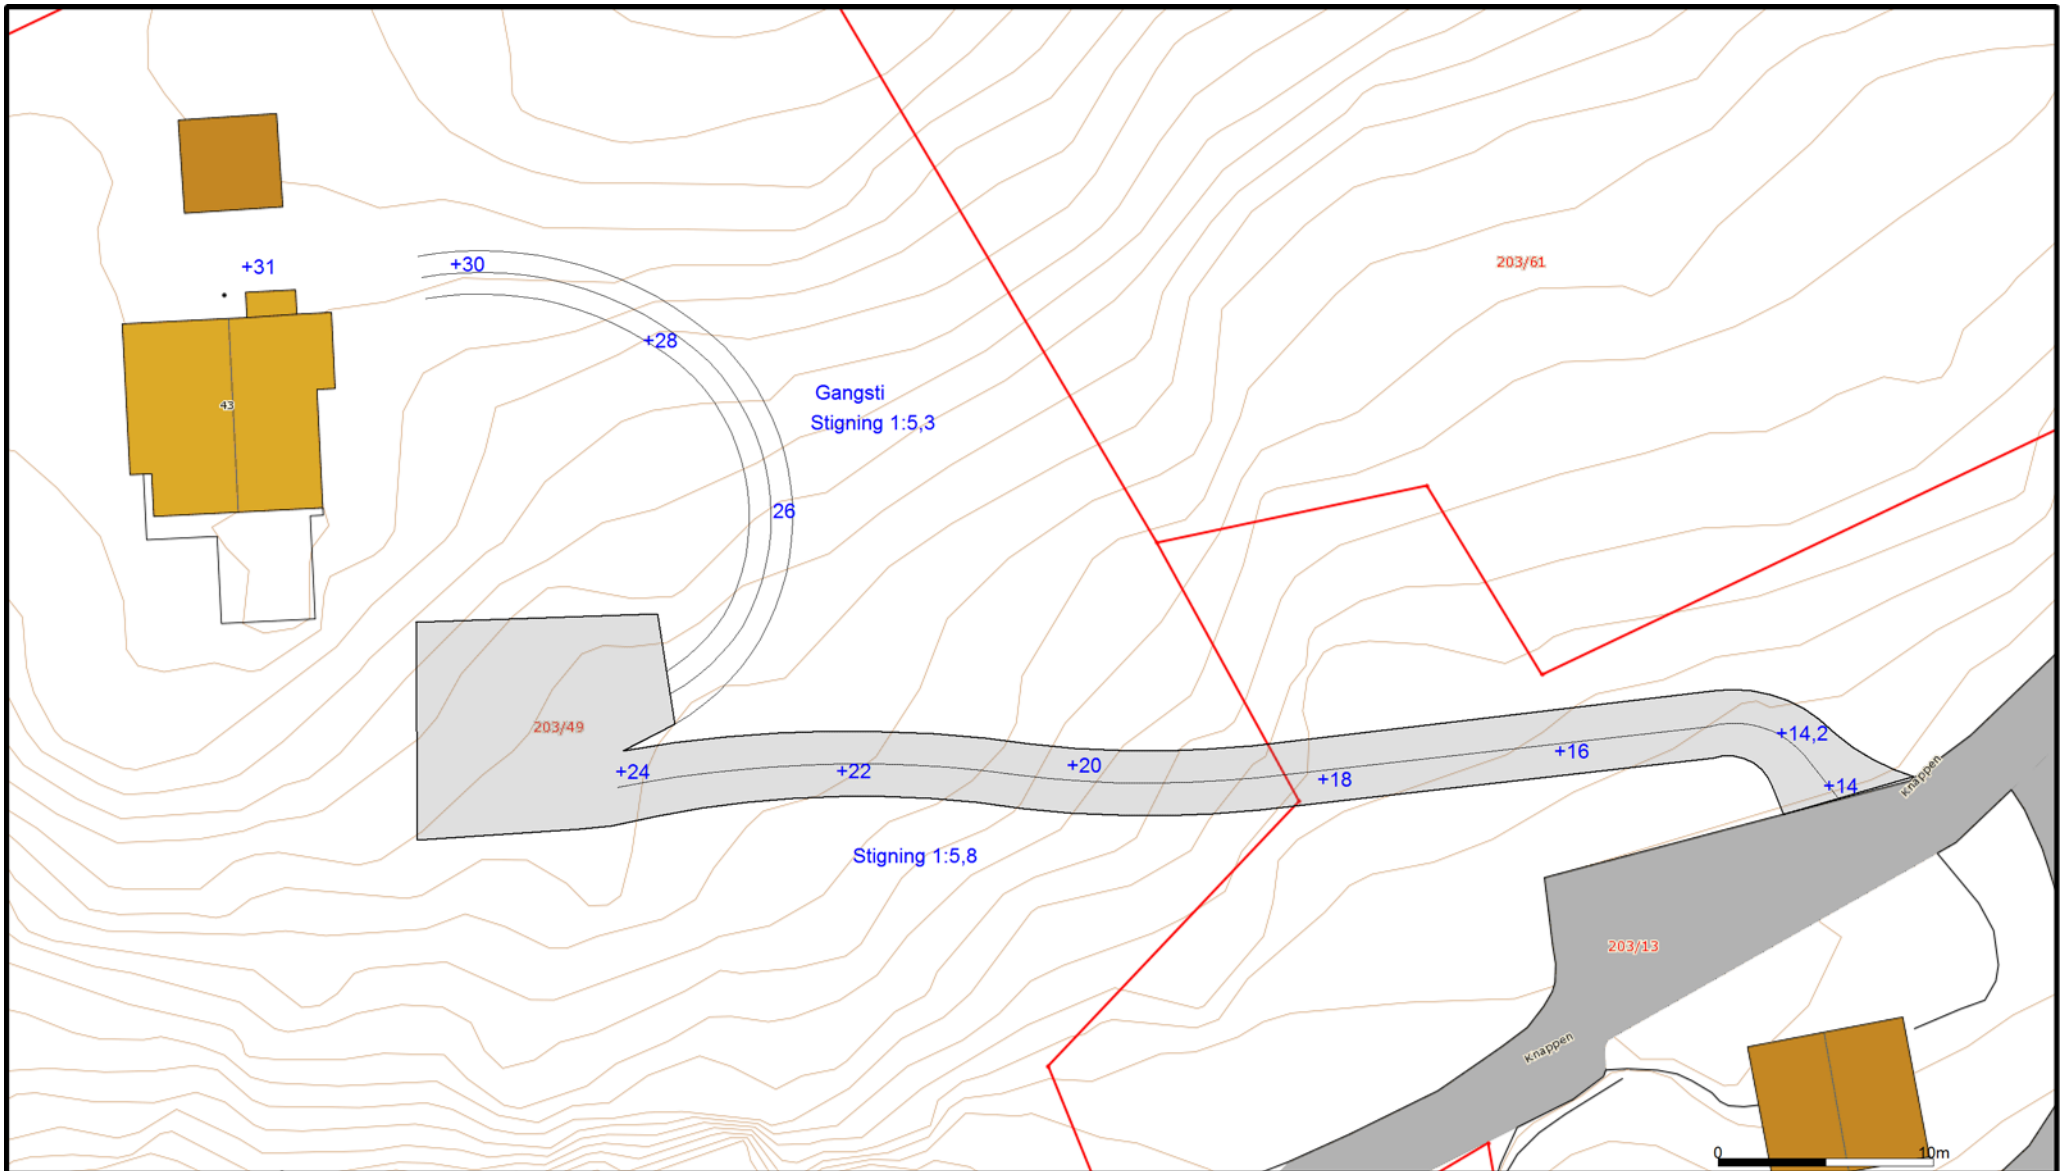 203/61
+31
+30
+28
43
Gangsti
Stigning 1:5,3
26
203/49
+24
+22
+20
+18
+16
+14,2
+14
Knappen
Stigning 1:5,8
203/13
Knappen
0
10m